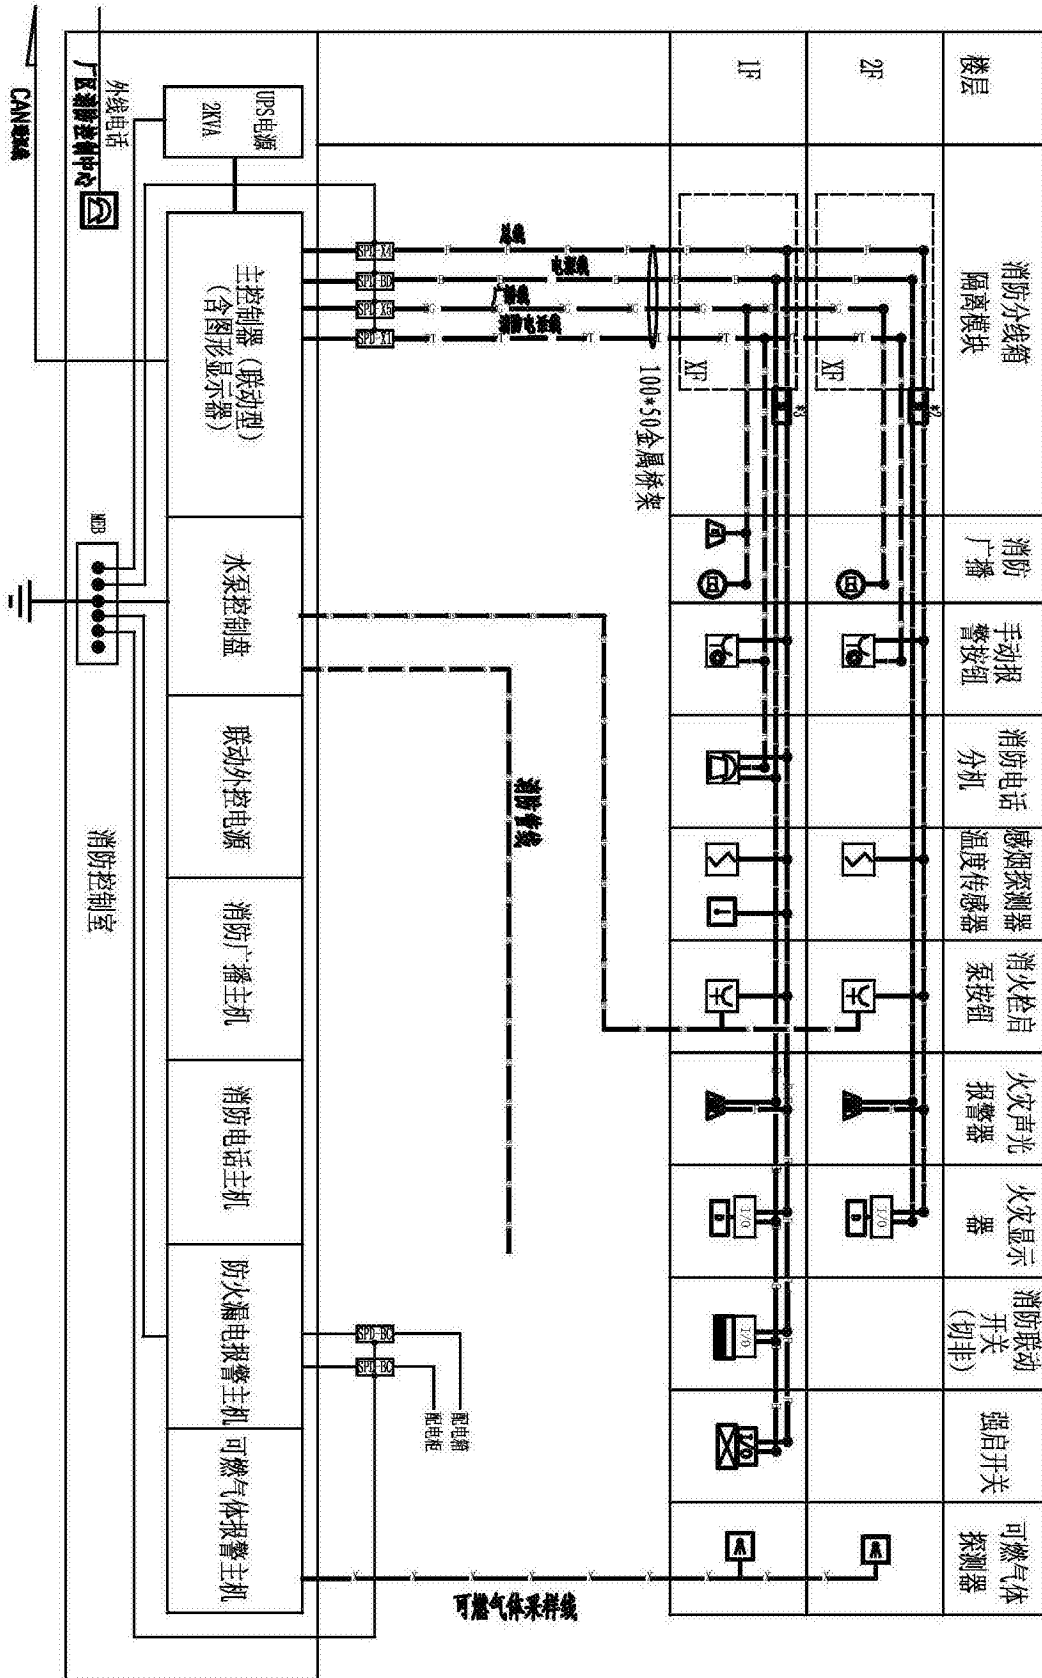 楼层
2F
1F
消防分线箱
隔离模块
消防
广播
手动报
警按钮
消防电话
分机
感烟探测器
温度传感器
消火栓启
泵按钮
火灾声光
报警器
火灾显示
器
消防联动
开关
(切非)
强启开关
可燃气体
探测器
XF
*2
I/O
D
XF
*3
I/O
D
I/O
I/O
100*50金属桥架
总线
电源线
广播线
消防电话线
SPD-X4
SPD-BD
SPD-X5
SPD-X1
消防管线
SPD-BC
SPD-BC
配电箱
配电柜
可燃气体采样线
UPS电源
2KVA
主控制器(联动型)
(含图形显示器)
水泵控制盘
联动外控电源
消防广播主机
消防电话主机
防火漏电报警主机
可燃气体报警主机
外线电话
厂区消防控制中心
MEB
消防控制室